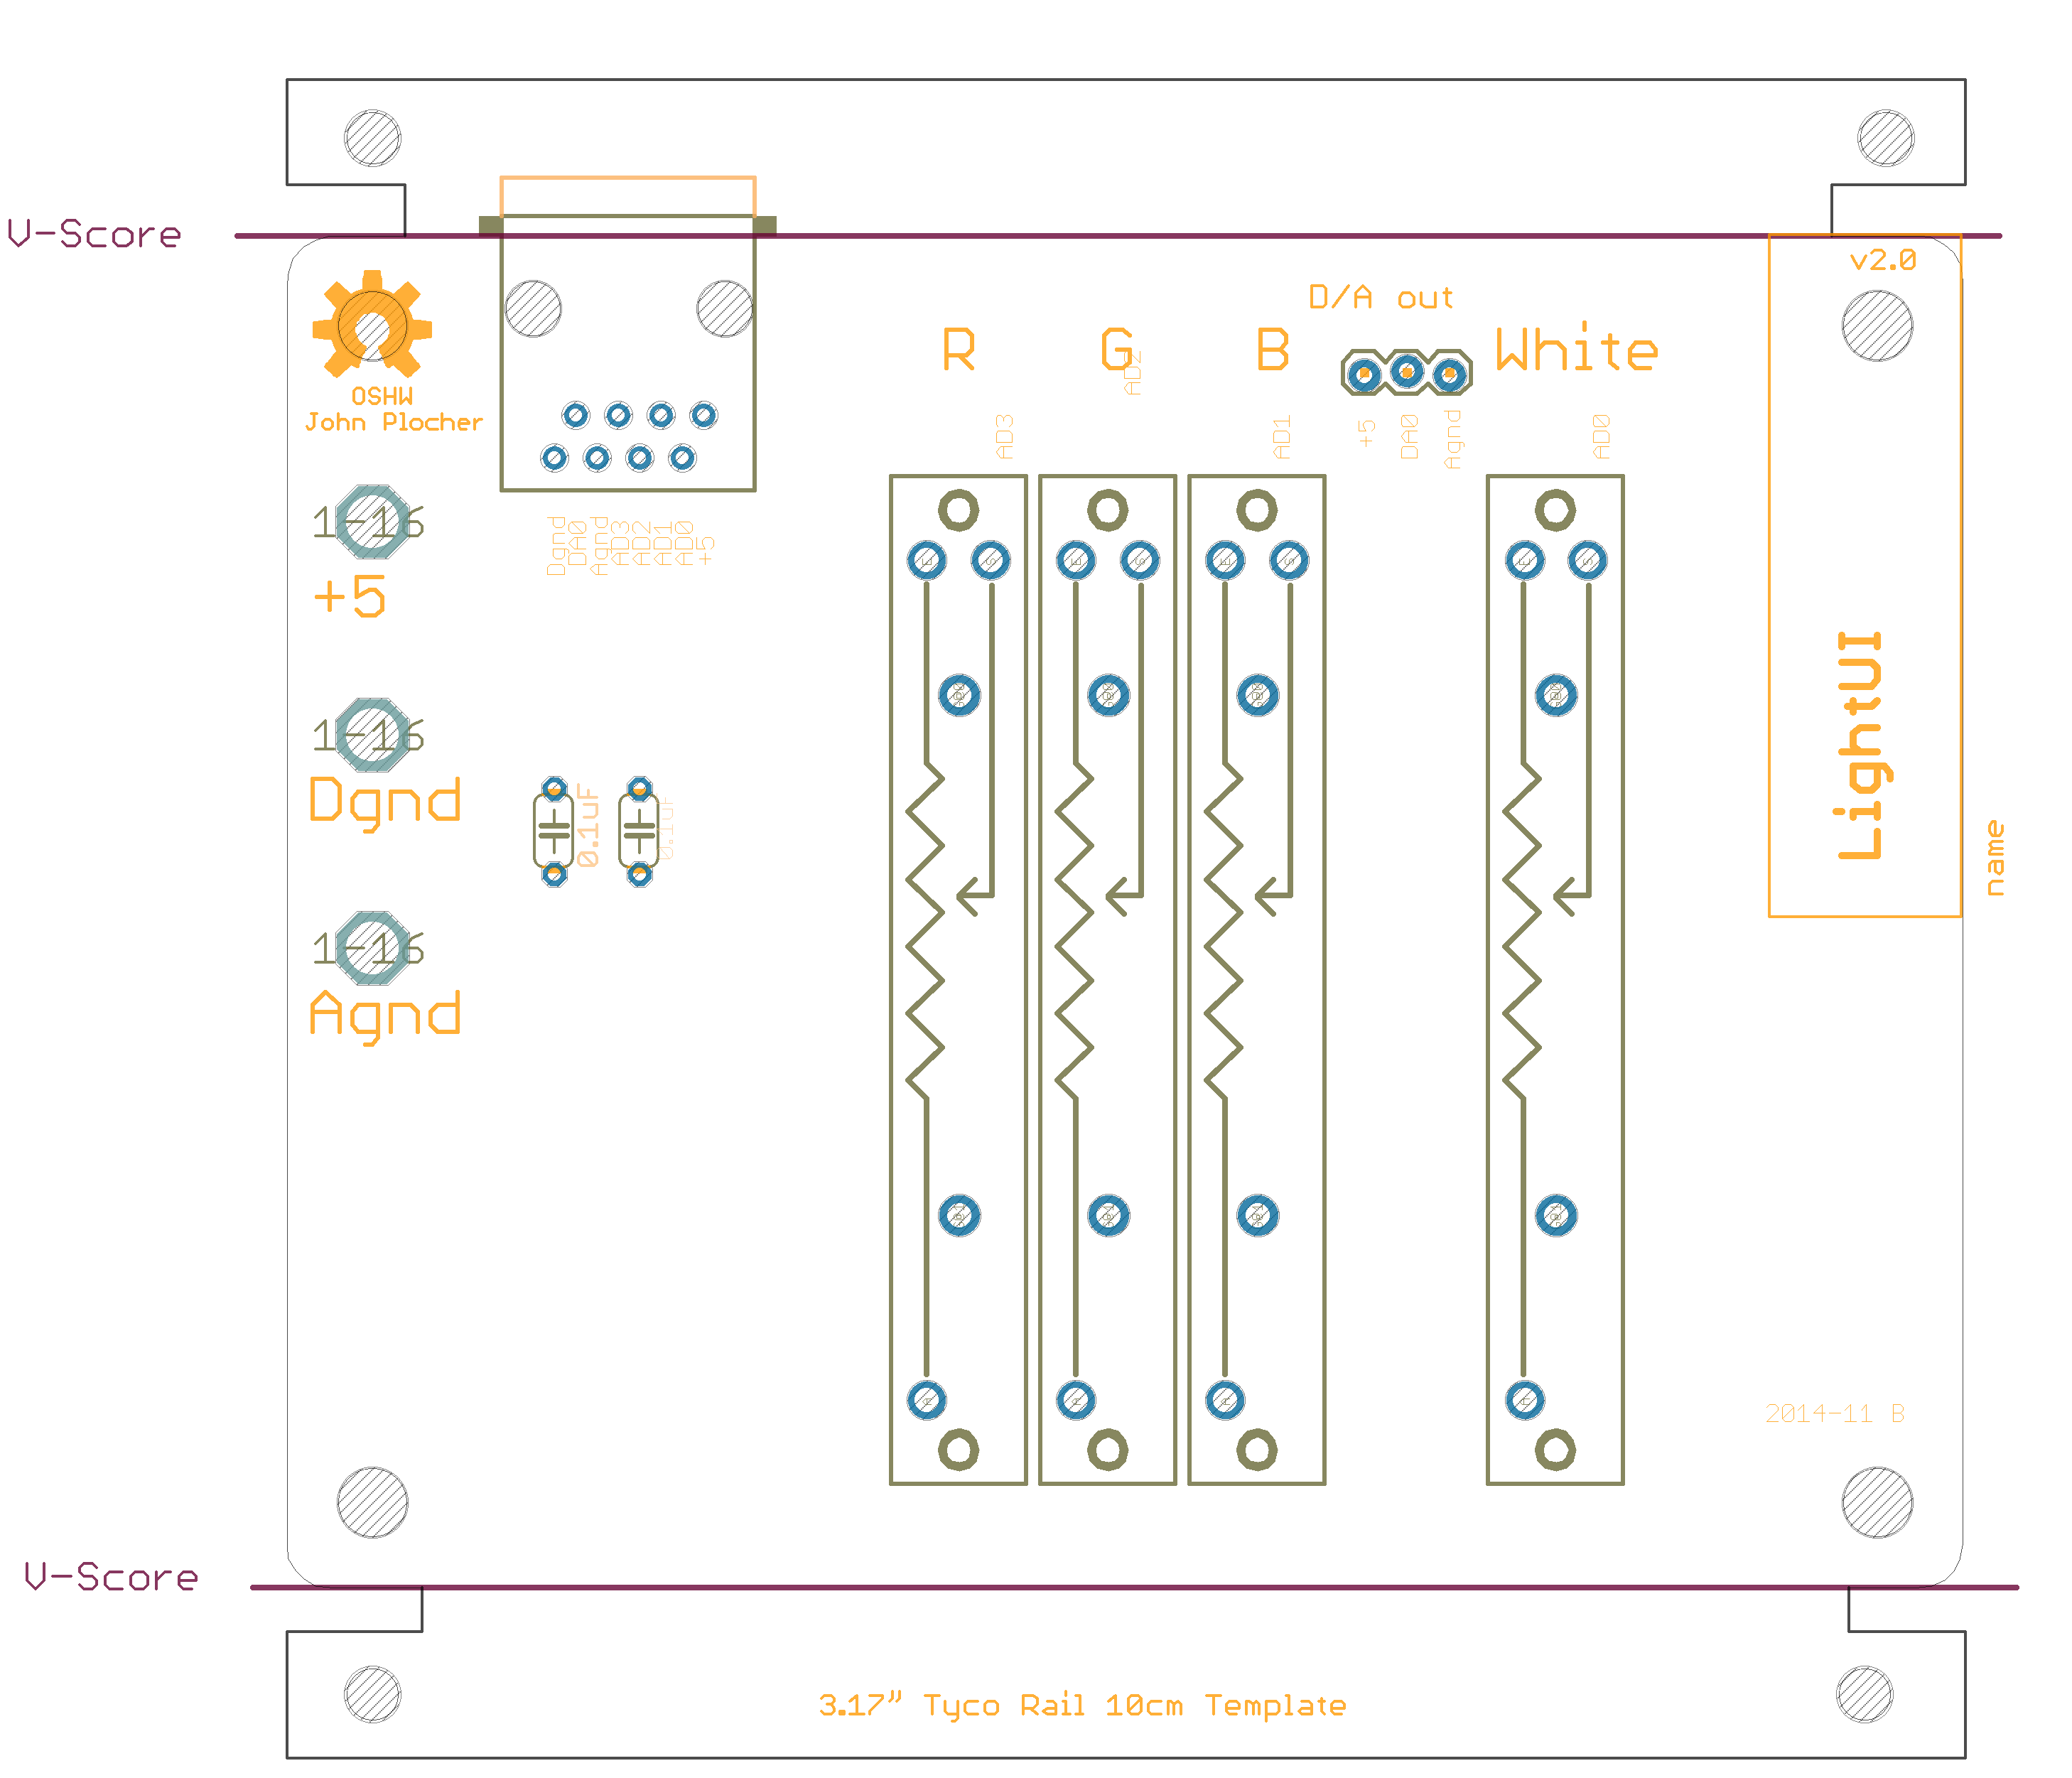 V-Score
v2.0
D/A out
R G B White
OSHW
John Plocher
AD3
AD2
AD1
+5
DA0
Agnd
AD0
1-16
+5
Dgnd
DA0
Agnd
AD3
AD2
AD1
AD0
+5
E S E S E S E S
LightUI
name
1-16
Dgnd
0.1uF
0.1uF
1-16
Agnd
A A A
2014-11 B
V-Score
3.17" Tyco Rail 10cm Template